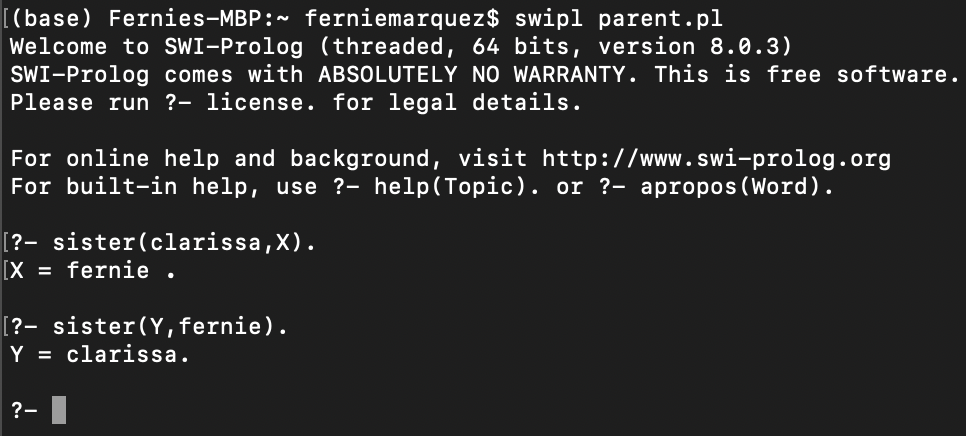 [(base) Fernies-MBP:~ ferniemarquez$ swipl parent.pl
Welcome to SWI-Prolog (threaded, 64 bits, version 8.0.3)
SWI-Prolog comes with ABSOLUTELY NO WARRANTY. This is free software.
Please run ?- license. for legal details.
For online help and background, visit http://www.swi-prolog.org
For built-in help, use ?- help(Topic). or ?- apropos(Word).
[?- sister(clarissa,X).
[X = fernie .
[?- sister(Y,fernie).
Y = clarissa.
?-